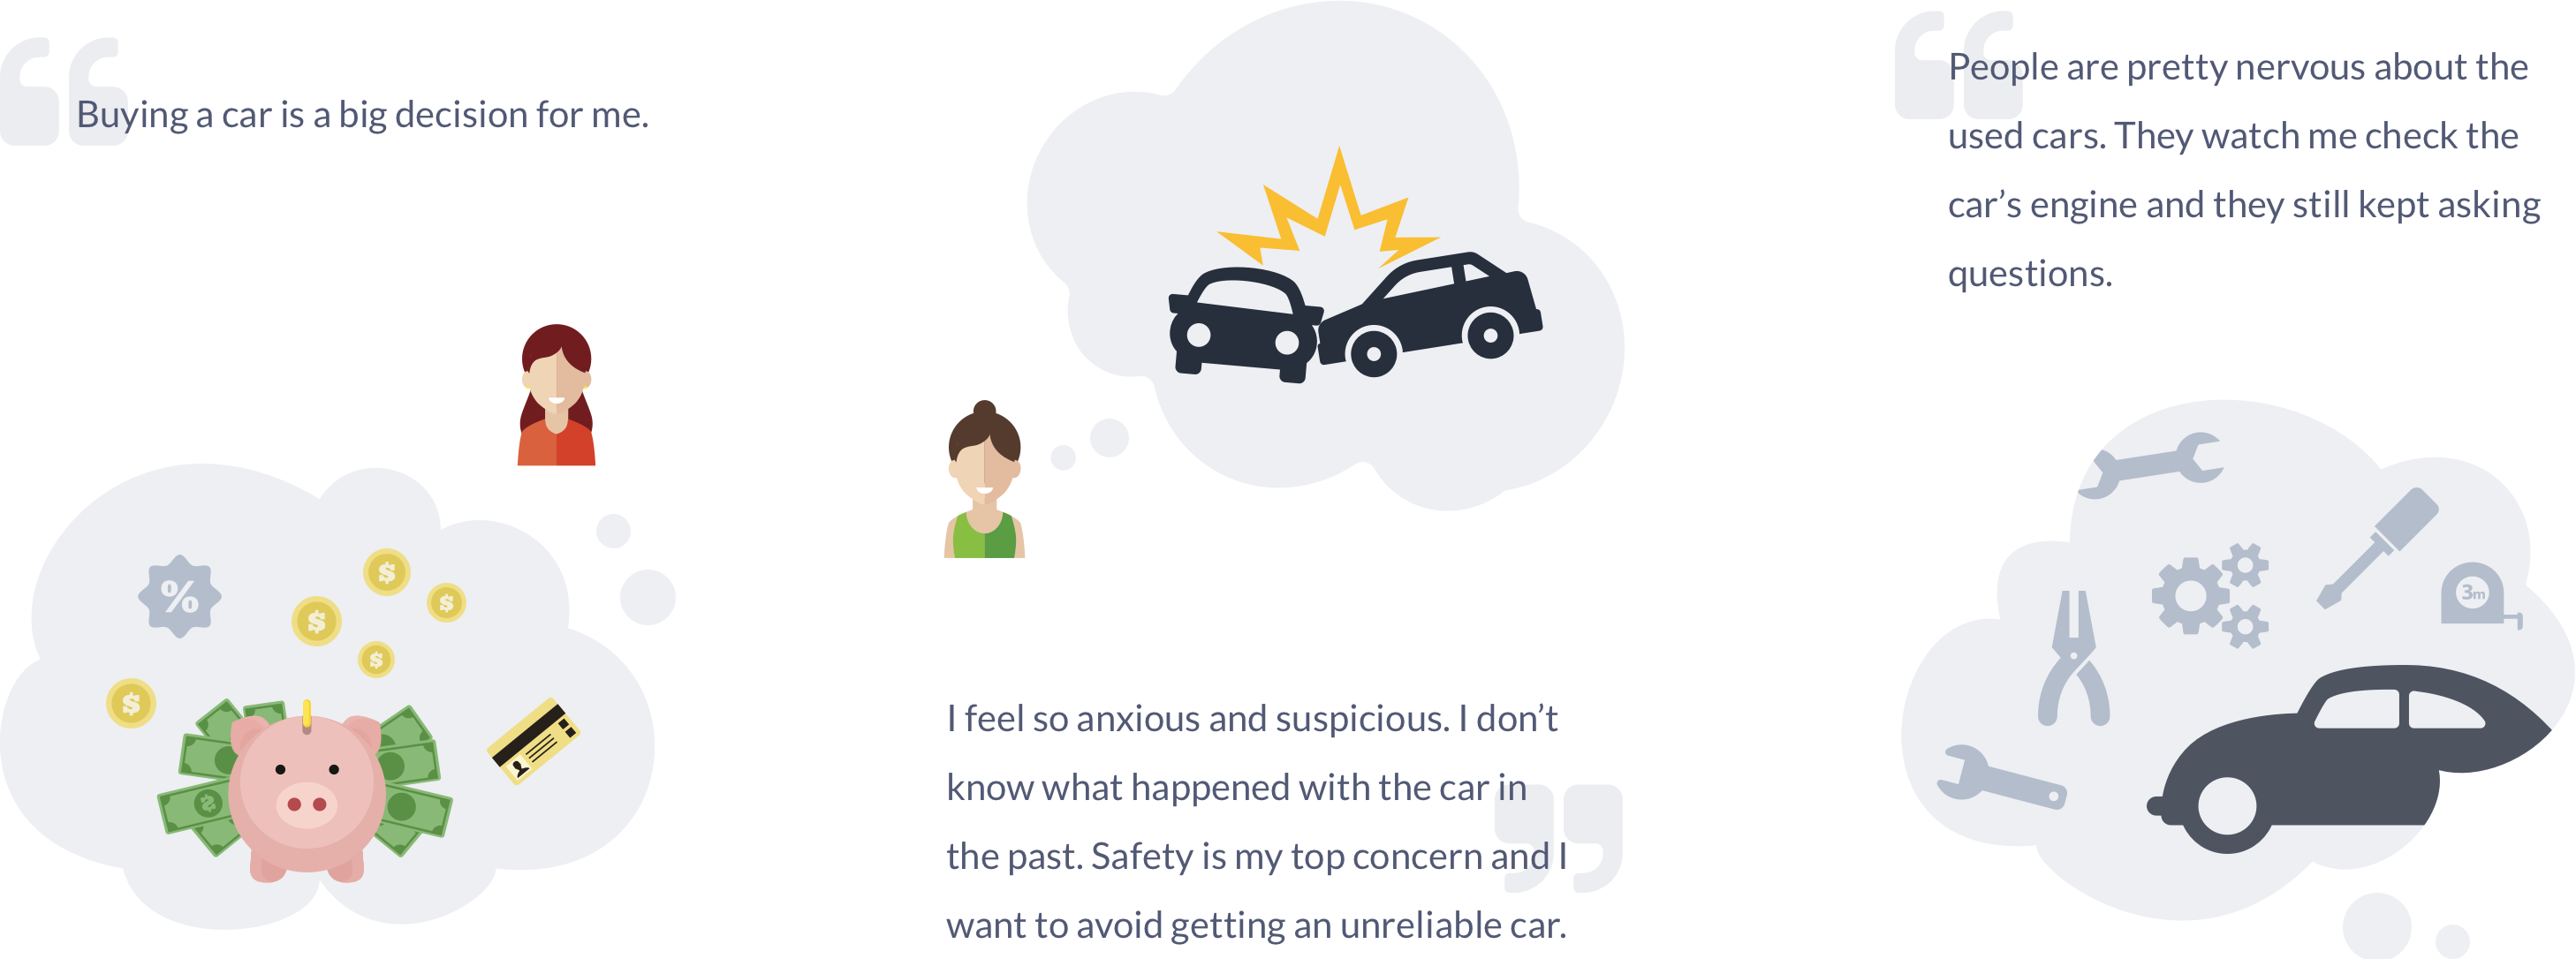 Buying a car is a big decision for me.
%
$
$
$
$
$
$
I feel so anxious and suspicious. I don’t
know what happened with the car in
the past. Safety is my top concern and I
want to avoid getting an unreliable car.
People are pretty nervous about the
used cars. They watch me check the
car’s engine and they still kept asking
questions.
3m